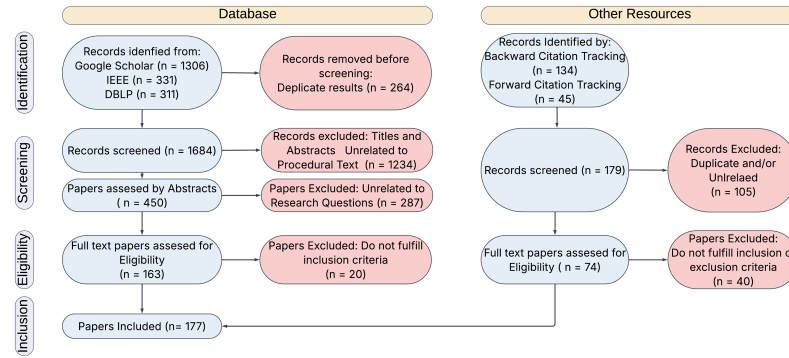 Database
Other Resources
Identification
Records idenfied from:
Google Scholar (n = 1306)
IEEE (n = 331)
DBLP (n = 311)
Records removed before
screening:
Deplicate results (n = 264)
Records Identified by:
Backward Citation Tracking
(n = 134)
Forward Citation Tracking
(n = 45)
Screening
Records screened (n = 1684)
Records excluded: Titles and
Abstracts Unrelated to
Procedural Text (n = 1234)
Papers assesed by Abstracts
( n = 450)
Papers Excluded: Unrelated to
Research Questions (n = 287)
Records screened (n = 179)
Records Excluded:
Duplicate and/or
Unlrelaed
(n = 105)
Eligibility
Full text papers assesed for
Eligibility
(n = 163)
Papers Excluded: Do not fulfill
inclusion criteria
(n = 20)
Full text papers assesed for
Eligibility ( n = 74)
Papers Excluded:
Do not fulfill inclusion
exclusion criteria
(n = 40)
Inclusion
Papers Included (n= 177)